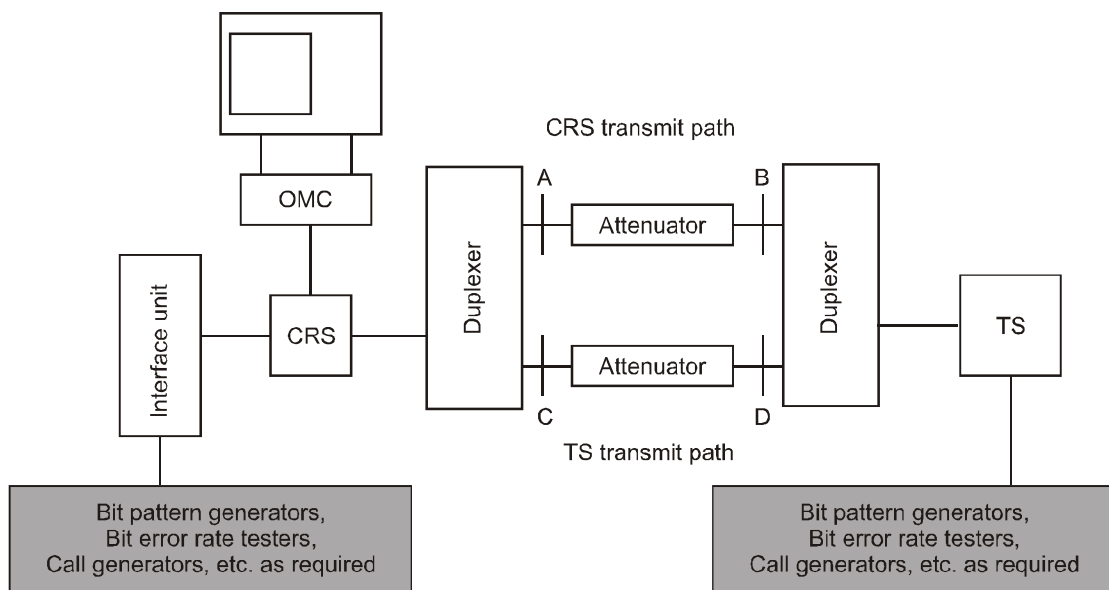 CRS transmit path
OMC
A
B
Attenuator
Duplexer
Duplexer
Interface unit
CRS
TS
Attenuator
C
D
TS transmit path
Bit pattern generators,
Bit error rate testers,
Call generators, etc. as required
Bit pattern generators,
Bit error rate testers,
Call generators, etc. as required